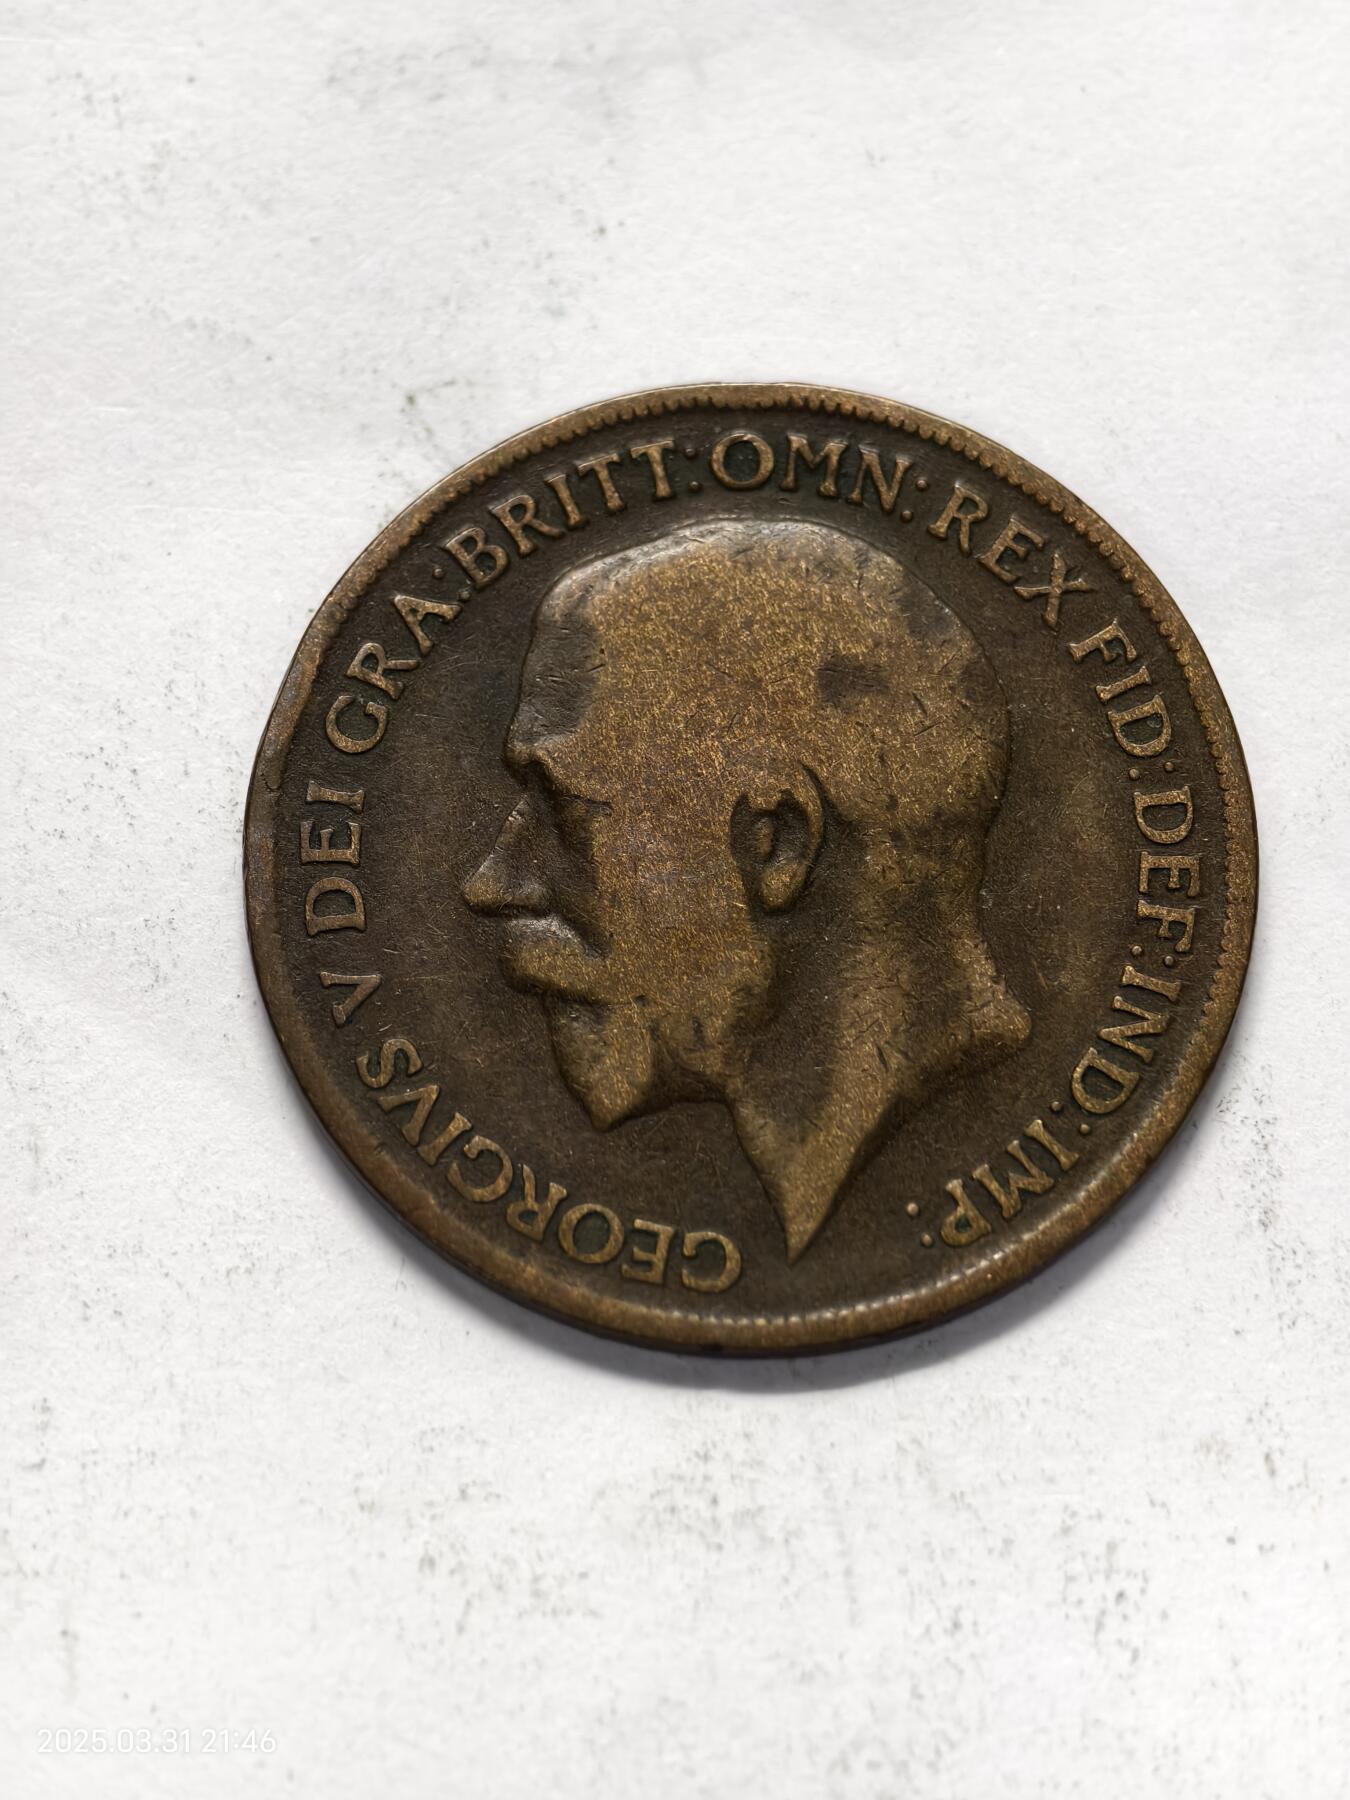 GEORGIVS V DEI GRA: BRITT: OMN: REX FID: DEF: IND: IMP:
2025.03.31 21:46